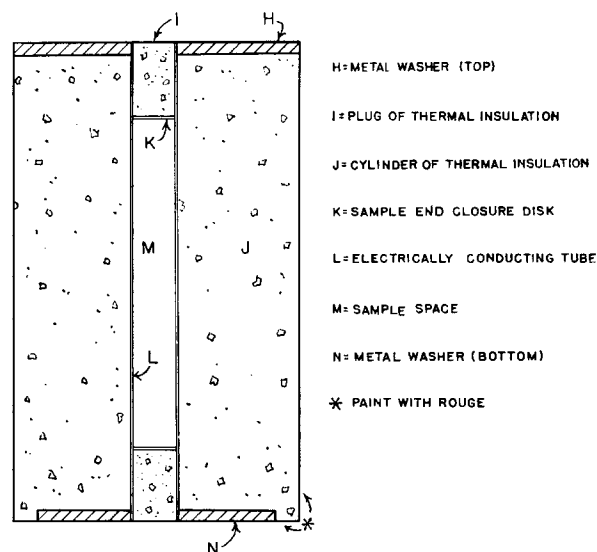 I
H
K
M
J
L
N
*
H=METAL WASHER (TOP)
I=PLUG OF THERMAL INSULATION
J=CYLINDER OF THERMAL INSULATION
K=SAMPLE END CLOSURE DISK
L=ELECTRICALLY CONDUCTING TUBE
M=SAMPLE SPACE
N=METAL WASHER (BOTTOM)
* PAINT WITH ROUGE